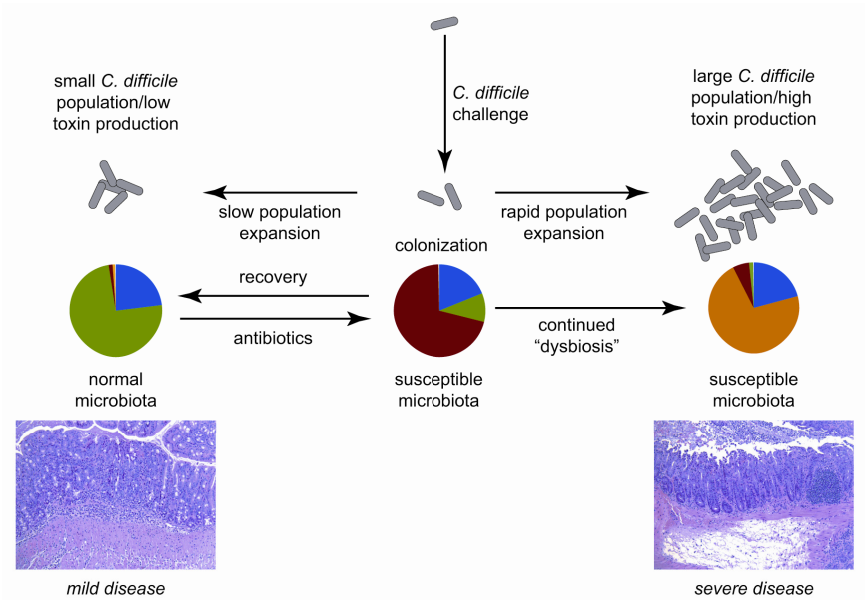 small C. difficile
population/low
toxin production
C. difficile
challenge
large C. difficile
population/high
toxin production
slow population
expansion
colonization
rapid population
expansion
recovery
antibiotics
continued
“dysbiosis”
normal
microbiota
susceptible
microbiota
susceptible
microbiota
mild disease
severe disease